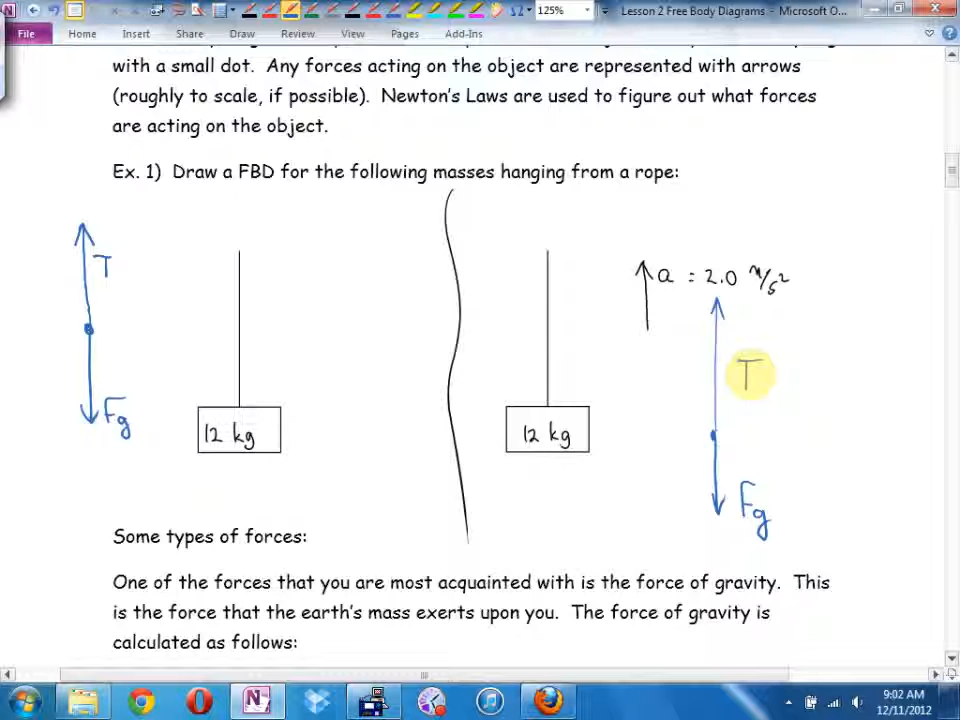 125%
Lesson 2 Free Body Diagrams - Microsoft O...
File Home Insert Share Draw Review View Pages Add-Ins
with a small dot. Any forces acting on the object are represented with arrows
(roughly to scale, if possible). Newton's Laws are used to figure out what forces
are acting on the object.
Ex. 1) Draw a FBD for the following masses hanging from a rope:
T
Fg
12 kg
12 kg
a = 2.0 m/s²
T
Fg
Some types of forces:
One of the forces that you are most acquainted with is the force of gravity. This
is the force that the earth's mass exerts upon you. The force of gravity is
calculated as follows:
9:02 AM
12/11/2012